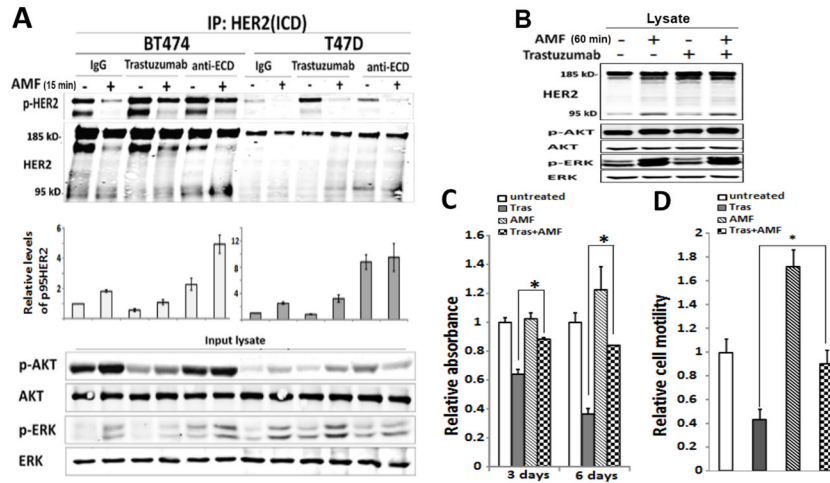 A
IP: HER2(ICD)
BT474 T47D
IgG Trastuzumab anti-ECD IgG Trastuzumab anti-ECD
AMF (15 min) - + - + - + - + - + - +
p-HER2
185 kD-
HER2
95 kD
Relative levels
of p95HER2
6
4
2
0
12
8
4
Input lysate
p-AKT
AKT
p-ERK
ERK
B
Lysate
AMF (60 min) - + - +
Trastuzumab - - + +
185 kD-
HER2
95 kD
p-AKT
AKT
p-ERK
ERK
C
untreated
Tras
AMF
Tras+AMF
Relative absorbance
1.8
1.6
1.4
1.2
1.0
0.8
0.6
0.4
0.2
0.0
*
*
3 days 6 days
D
untreated
Tras
AMF
Tras+AMF
Relative cell motility
2
1.8
1.6
1.4
1.2
1
0.8
0.6
0.4
0.2
0
*